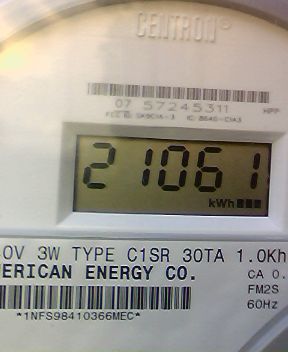 CENTRON®
07 57245311
21061
kWh
0V 3W TYPE C1SR 30TA 1.0Kh
ERICAN ENERGY CO.
CA 0.
FM2S
60Hz
*1NFS98410366MEC*